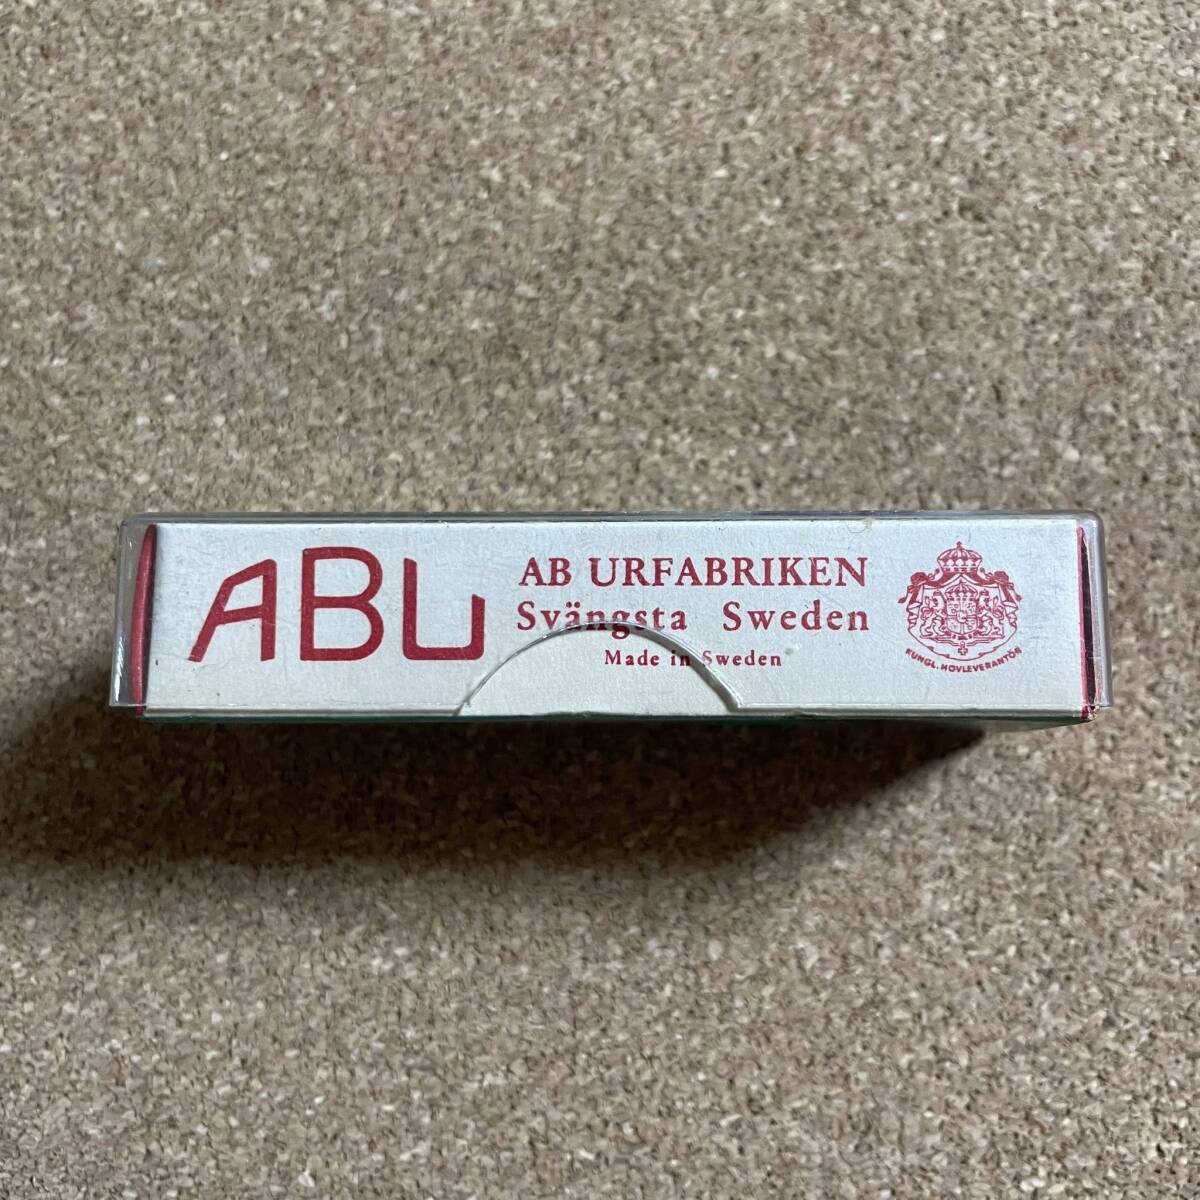 ABU
AB URFABRIKEN
Svängsta Sweden
Made in Sweden
KUNGL. HOVLEVERANTÖR